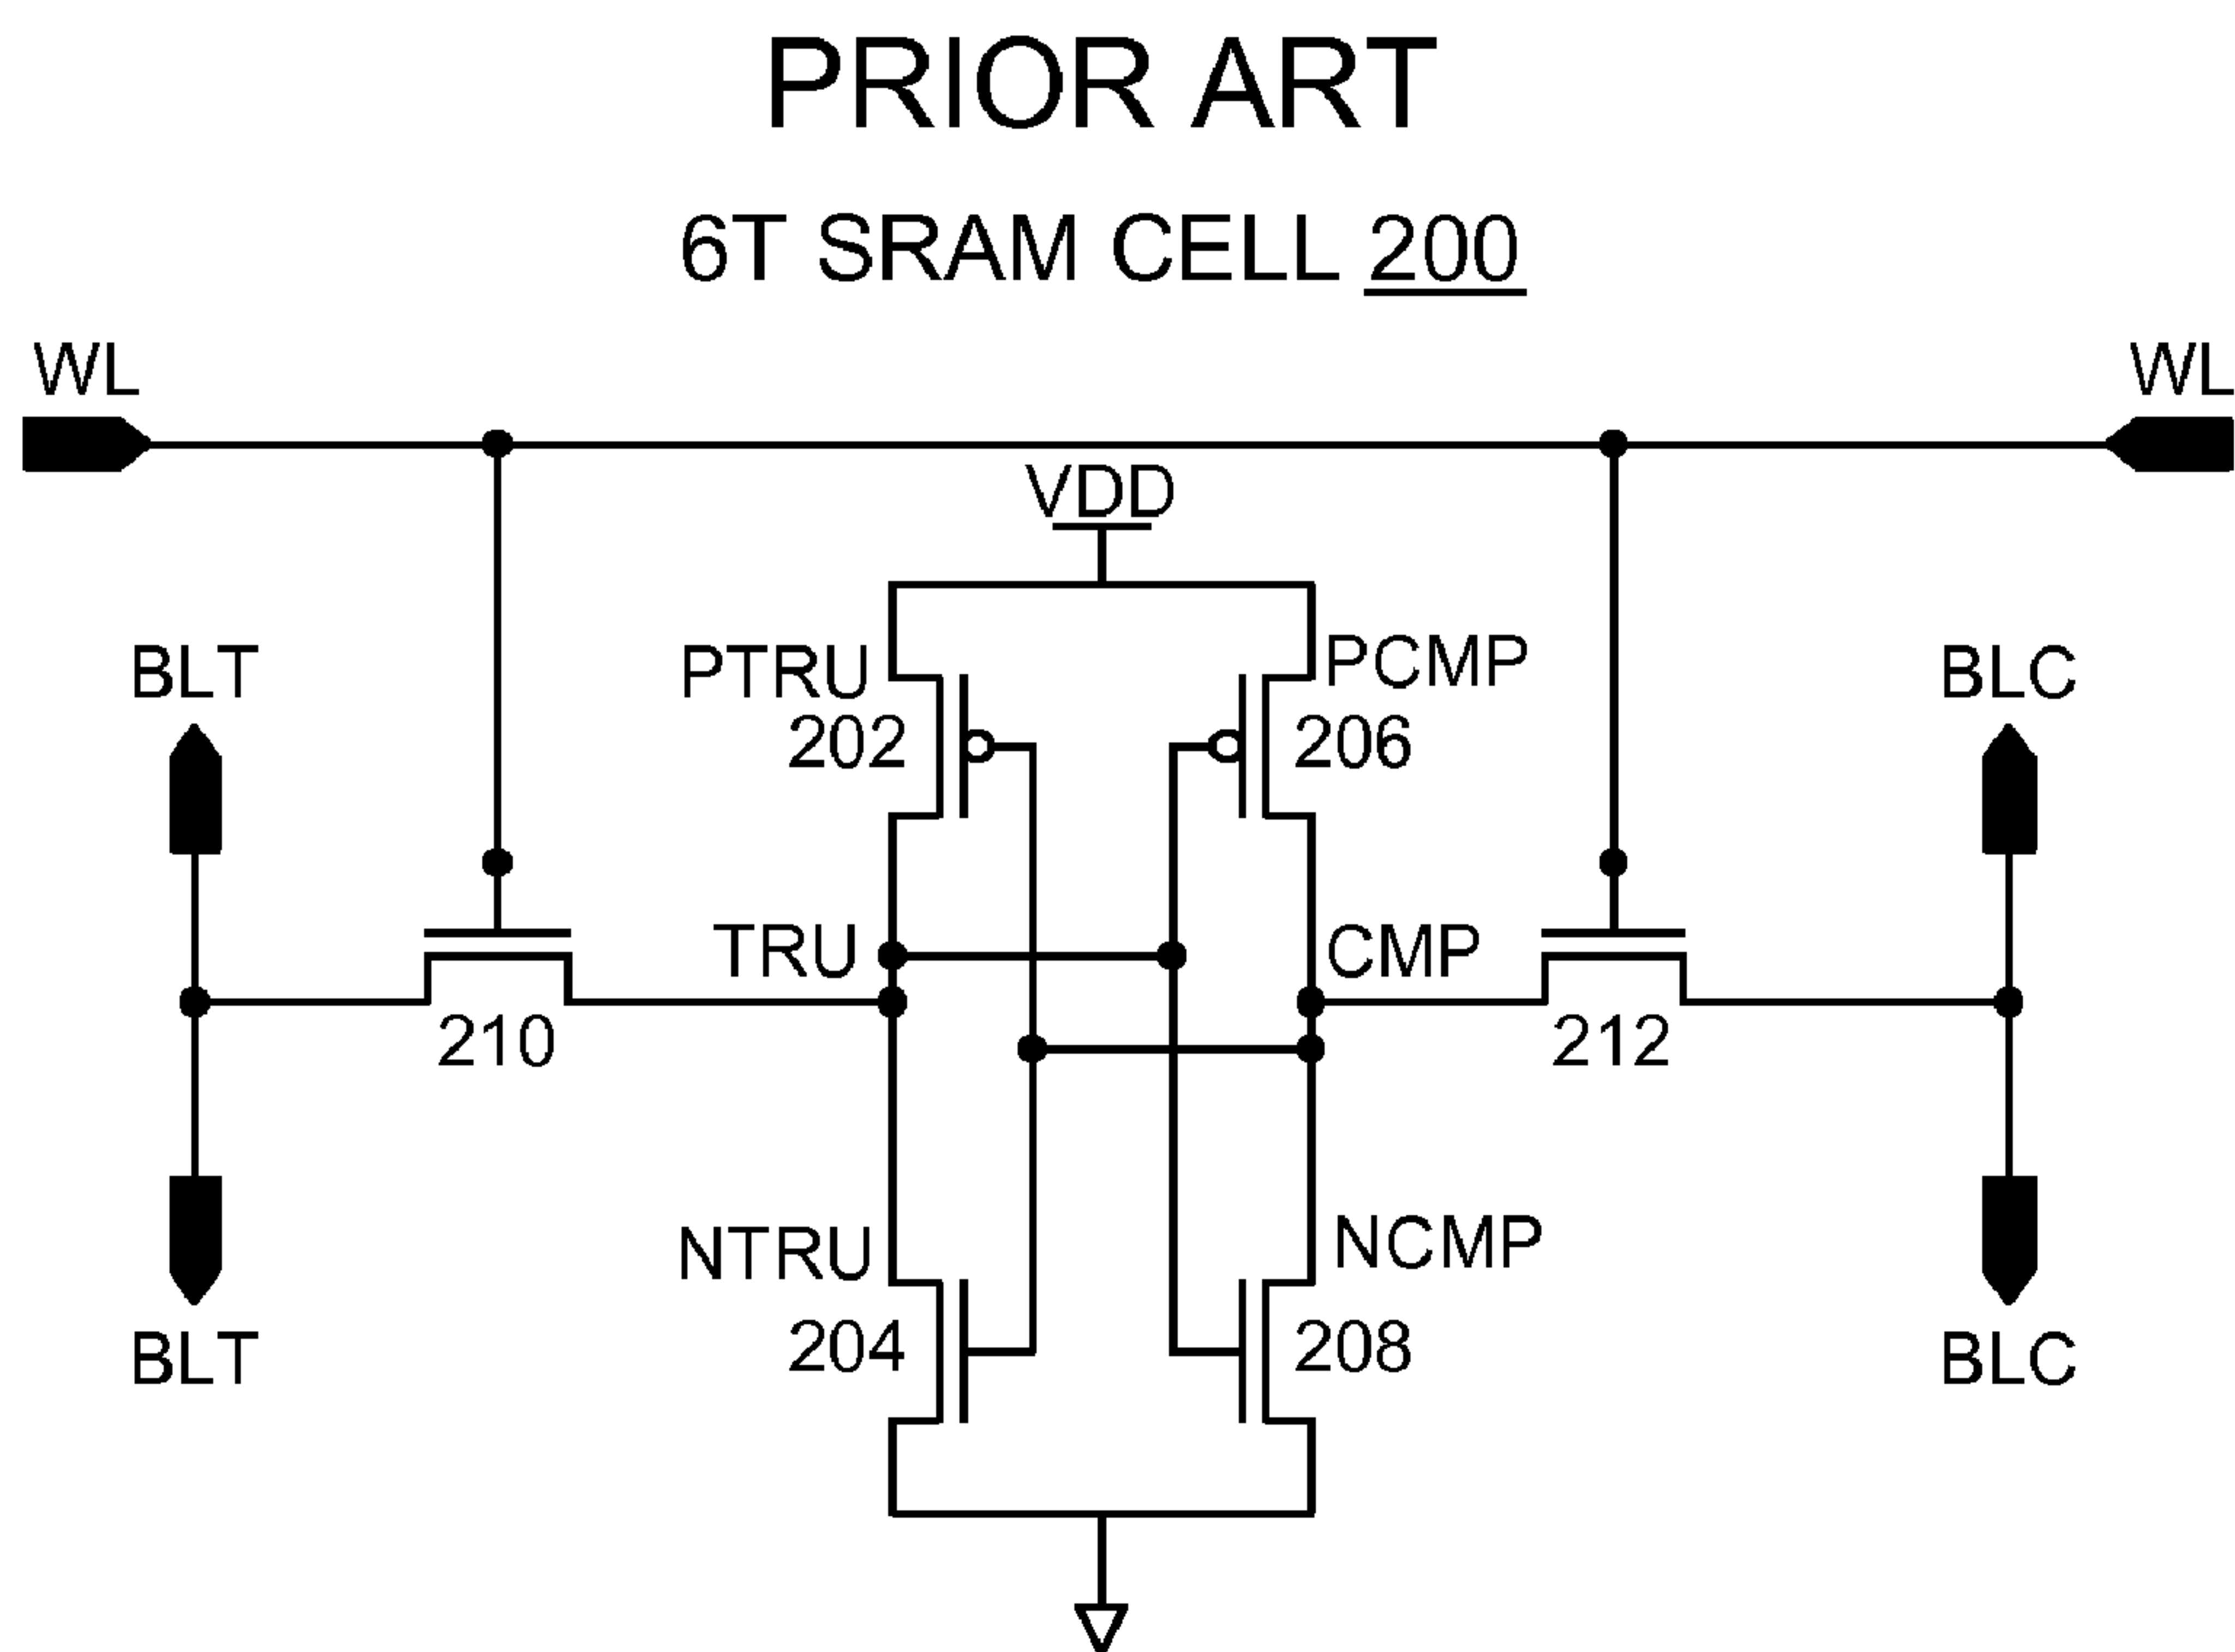 PRIOR ART
6T SRAM CELL 200
WL
WL
VDD
BLT
PTRU
202
PCMP
206
BLC
TRU
CMP
210
212
NTRU
204
NCMP
208
BLT
BLC